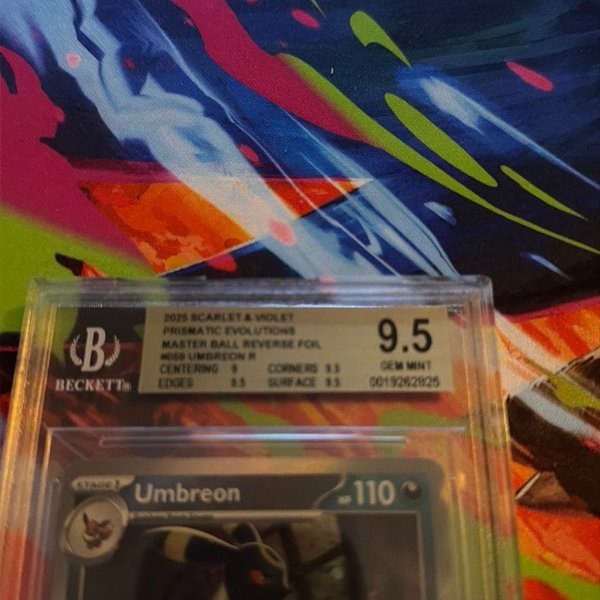 2025 SCARLET & VIOLET
PRISMATIC EVOLUTIONS
MASTER BALL REVERSE FOIL
#059 UMBREON R
CENTERING 9 CORNERS 9.5
EDGES 9.5 SURFACE 9.5
9.5
GEM MINT
0019262825
B
BECKETT®
STAGE 1
Umbreon
HP 110